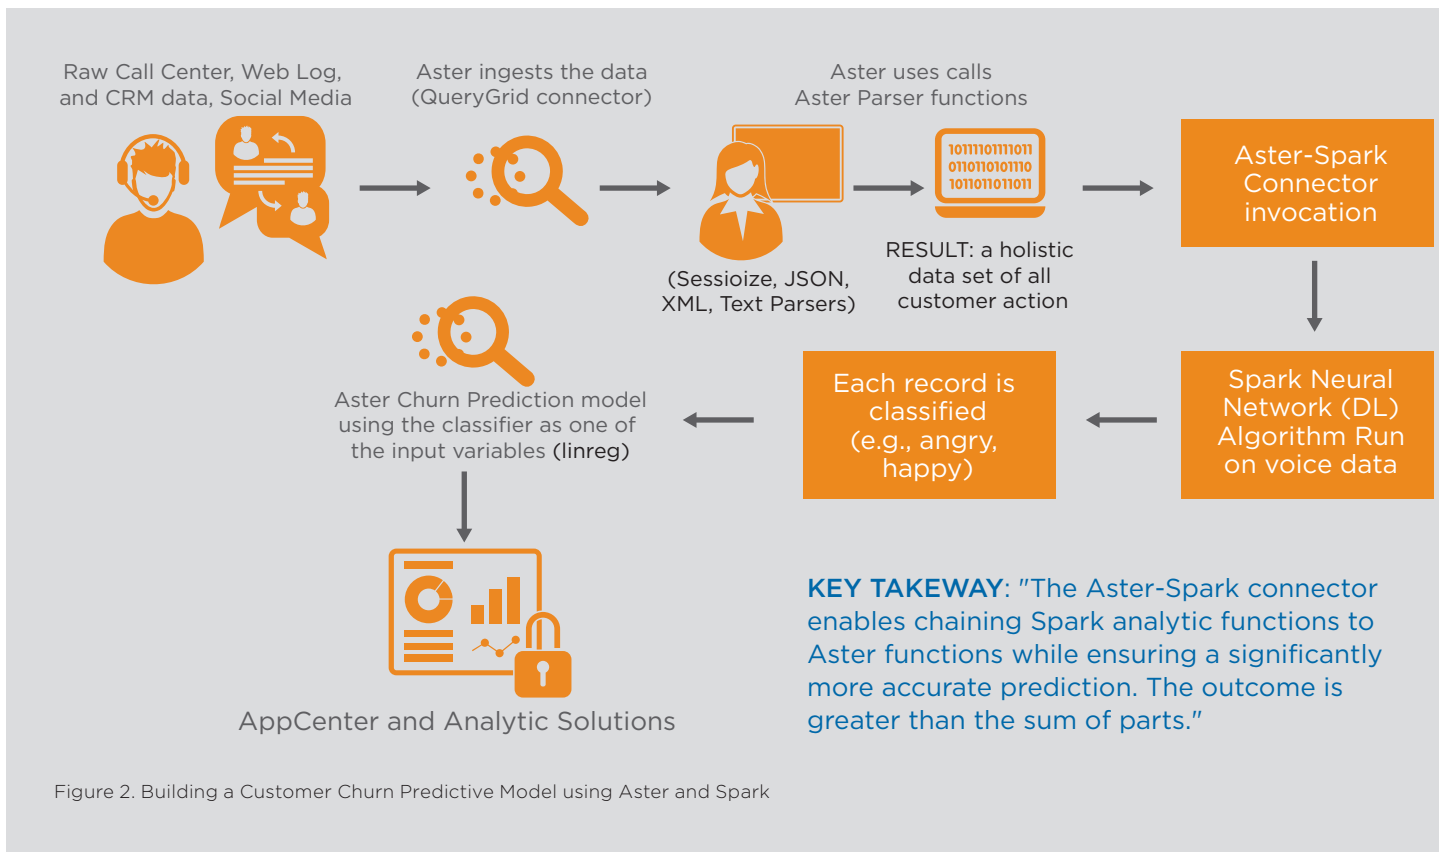 Raw Call Center, Web Log,
and CRM data, Social Media
Aster ingests the data
(QueryGrid connector)
Aster uses calls
Aster Parser functions
(Sessioize, JSON,
XML, Text Parsers)
10111101111011
0110110101110
1011011011011
RESULT: a holistic
data set of all
customer action
Aster-Spark
Connector
invocation
Spark Neural
Network (DL)
Algorithm Run
on voice data
Each record is
classified
(e.g., angry,
happy)
Aster Churn Prediction model
using the classifier as one of
the input variables (linreg)
AppCenter and Analytic Solutions
KEY TAKEWAY: "The Aster-Spark connector
enables chaining Spark analytic functions to
Aster functions while ensuring a significantly
more accurate prediction. The outcome is
greater than the sum of parts."
Figure 2. Building a Customer Churn Predictive Model using Aster and Spark